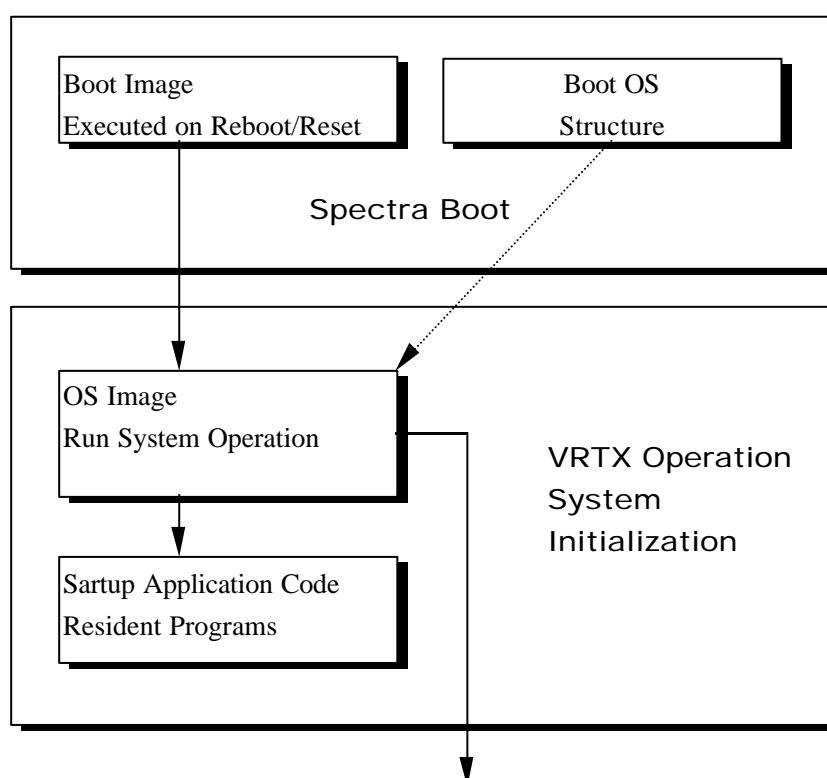 Boot Image
Executed on Reboot/Reset
Boot OS
Structure
Spectra Boot
OS Image
Run System Operation
VRTX Operation
System
Initialization
Sartup Application Code
Resident Programs